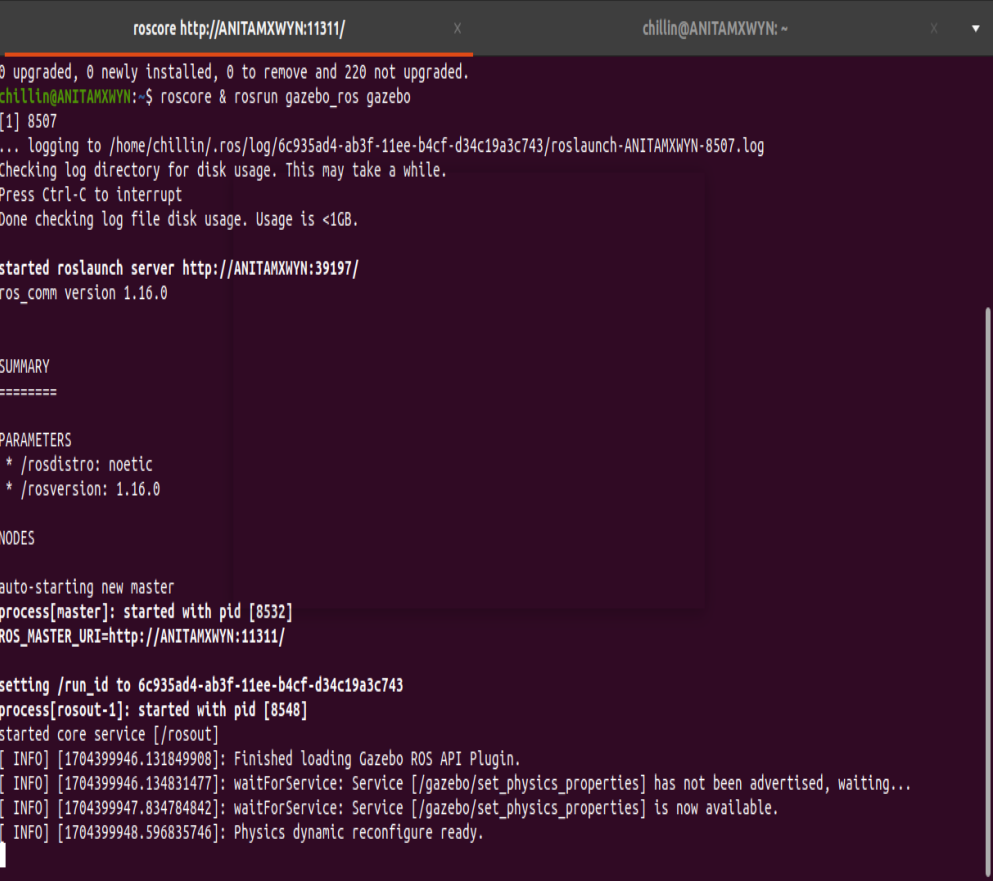 roscore http://ANITAMXWYN:11311/
chillin@ANITAMXWYN: ~
0 upgraded, 0 newly installed, 0 to remove and 220 not upgraded.
chillin@ANITAMXWYN:~$ roscore & rosrun gazebo_ros gazebo
[1] 8507
... logging to /home/chillin/.ros/log/6c935ad4-ab3f-11ee-b4cf-d34c19a3c743/roslaunch-ANITAMXWYN-8507.log
Checking log directory for disk usage. This may take a while.
Press Ctrl-C to interrupt
Done checking log file disk usage. Usage is <1GB.
started roslaunch server http://ANITAMXWYN:39197/
ros_comm version 1.16.0
SUMMARY
========
PARAMETERS
* /rosdistro: noetic
* /rosversion: 1.16.0
NODES
auto-starting new master
process[master]: started with pid [8532]
ROS_MASTER_URI=http://ANITAMXWYN:11311/
setting /run_id to 6c935ad4-ab3f-11ee-b4cf-d34c19a3c743
process[rosout-1]: started with pid [8548]
started core service [/rosout]
[ INFO] [1704399946.131849908]: Finished loading Gazebo ROS API Plugin.
[ INFO] [1704399946.134831477]: waitForService: Service [/gazebo/set_physics_properties] has not been advertised, waiting...
[ INFO] [1704399947.834784842]: waitForService: Service [/gazebo/set_physics_properties] is now available.
[ INFO] [1704399948.596835746]: Physics dynamic reconfigure ready.